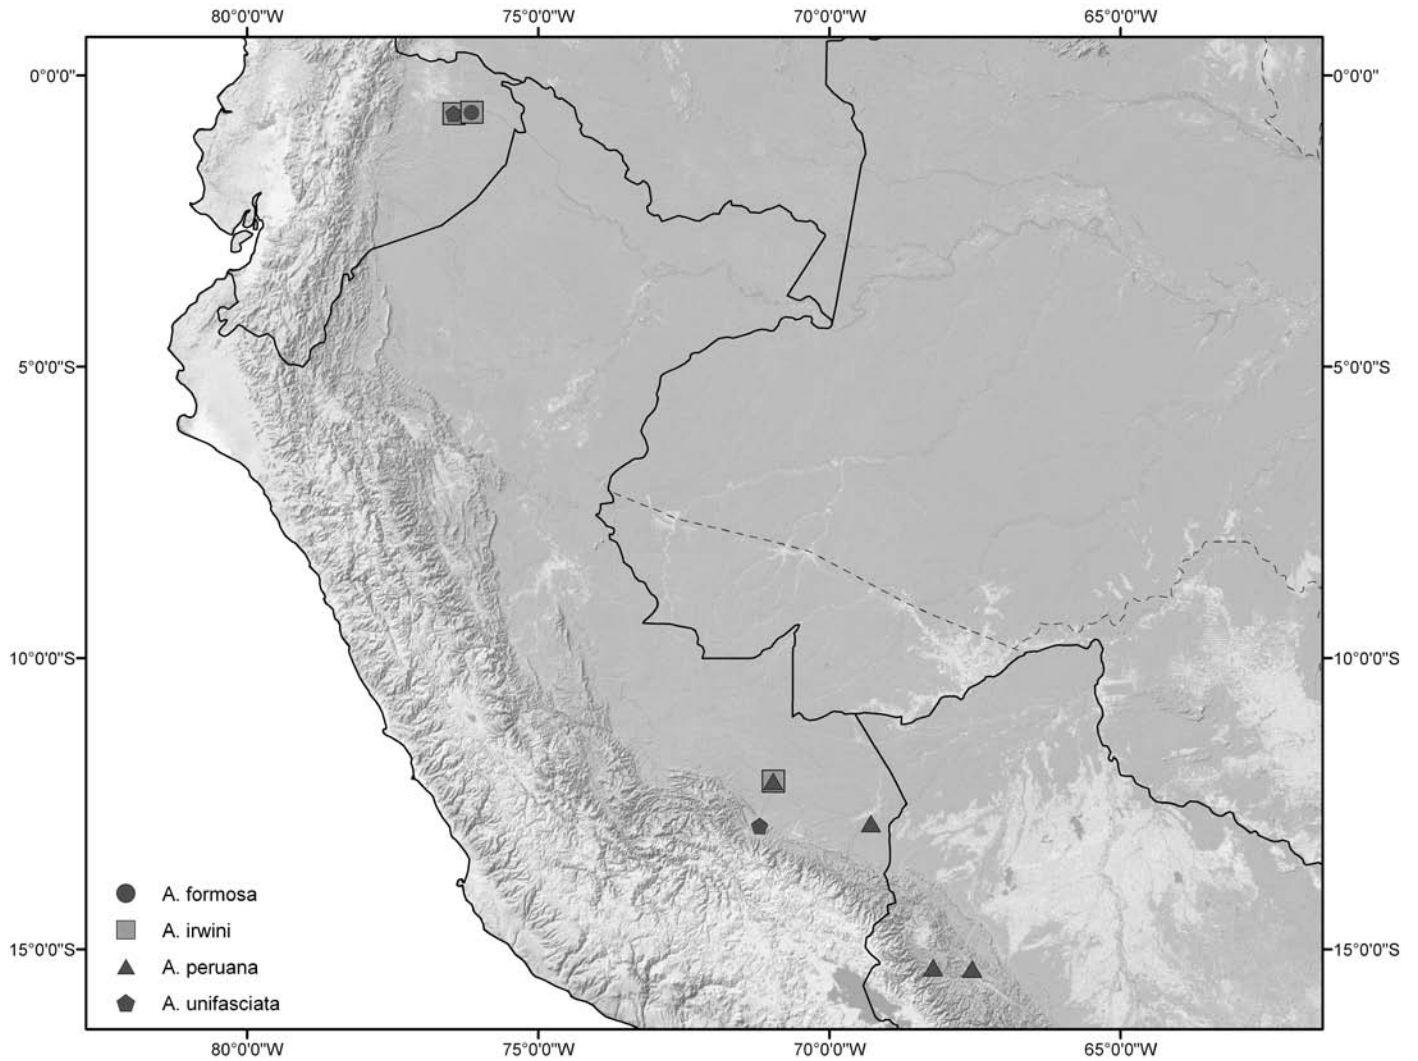 80°0'0"W 75°0'0"W 70°0'0"W 65°0'0"W
0°0'0" 0°0'0"
5°0'0"S 5°0'0"S
10°0'0"S 10°0'0"S
A. formosa
A. irwini
15°0'0"S 15°0'0"S
A. peruana
A. unifasciata
80°0'0"W 75°0'0"W 70°0'0"W 65°0'0"W